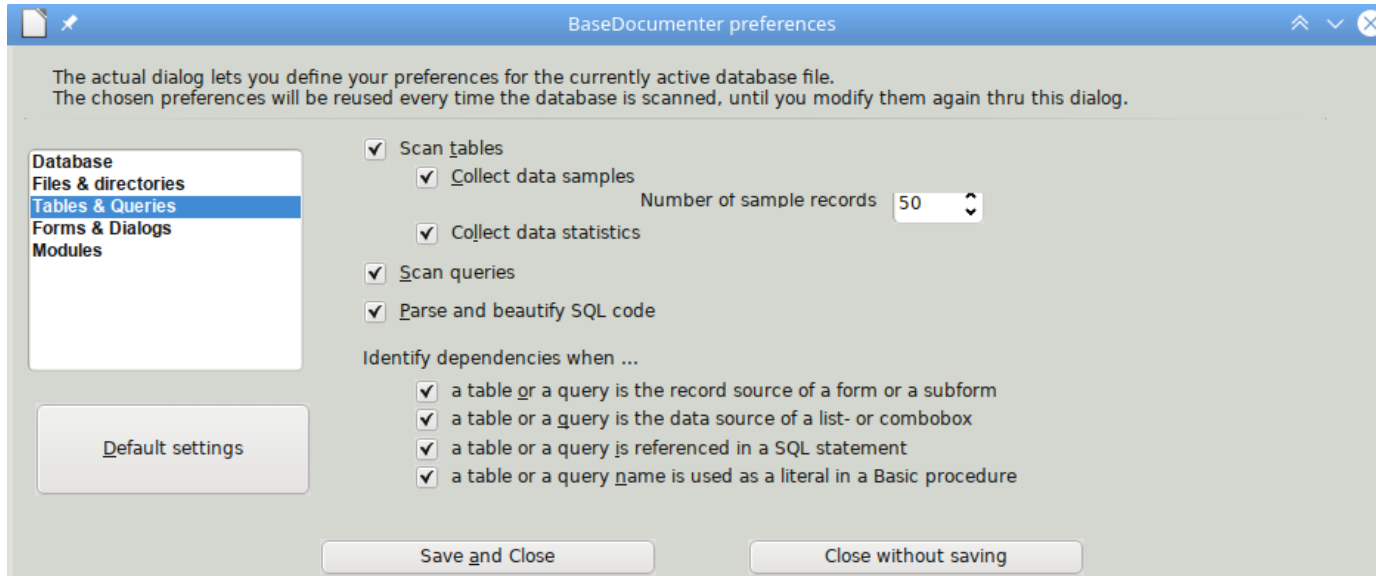 BaseDocumenter preferences
The actual dialog lets you define your preferences for the currently active database file.
The chosen preferences will be reused every time the database is scanned, until you modify them again thru this dialog.
Database
Files & directories
Tables & Queries
Forms & Dialogs
Modules
Default settings
Scan tables
Collect data samples
Number of sample records 50
Collect data statistics
Scan queries
Parse and beautify SQL code
Identify dependencies when ...
a table or a query is the record source of a form or a subform
a table or a query is the data source of a list- or combobox
a table or a query is referenced in a SQL statement
a table or a query name is used as a literal in a Basic procedure
Save and Close
Close without saving